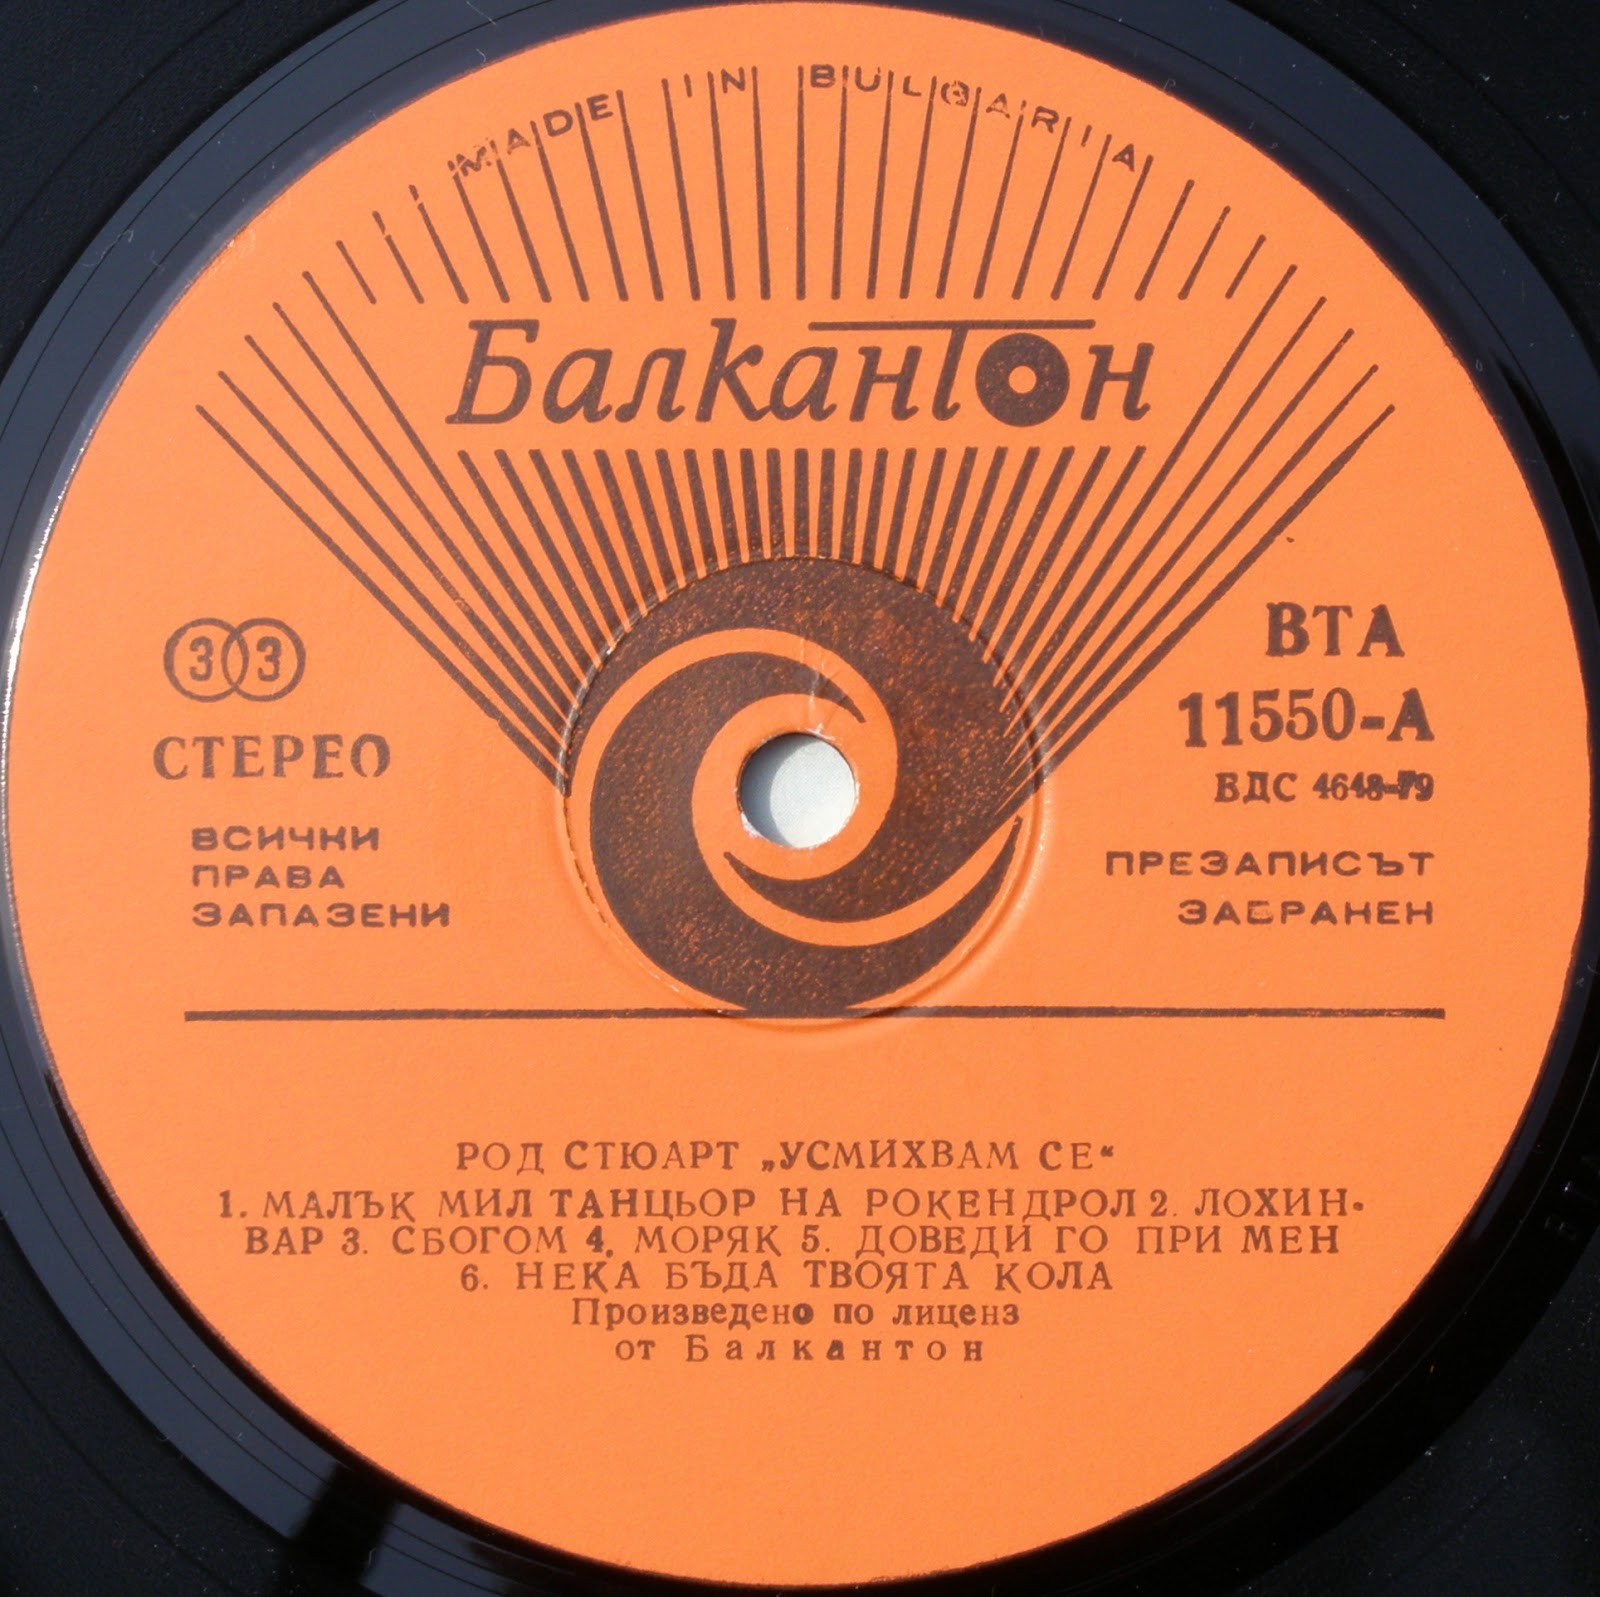 MADE IN BULGARIA
Балкантон
33
СТЕРЕО
ВСИЧКИ
ПРАВА
ЗАПАЗЕНИ
ВТА
11550-А
БДС 4648-79
ПРЕЗАПИСЪТ
ЗАБРАНЕН
РОД СТЮАРТ „УСМИХВАМ СЕ“
1. МАЛЪК МИЛ ТАНЦЬОР НА РОКЕНДРОЛ 2. ЛОХИН-
ВАР 3. СБОГОМ 4. МОРЯК 5. ДОВЕДИ ГО ПРИ МЕН
6. НЕКА БЪДА ТВОЯТА КОЛА
Произведено по лиценз
от Балкантон